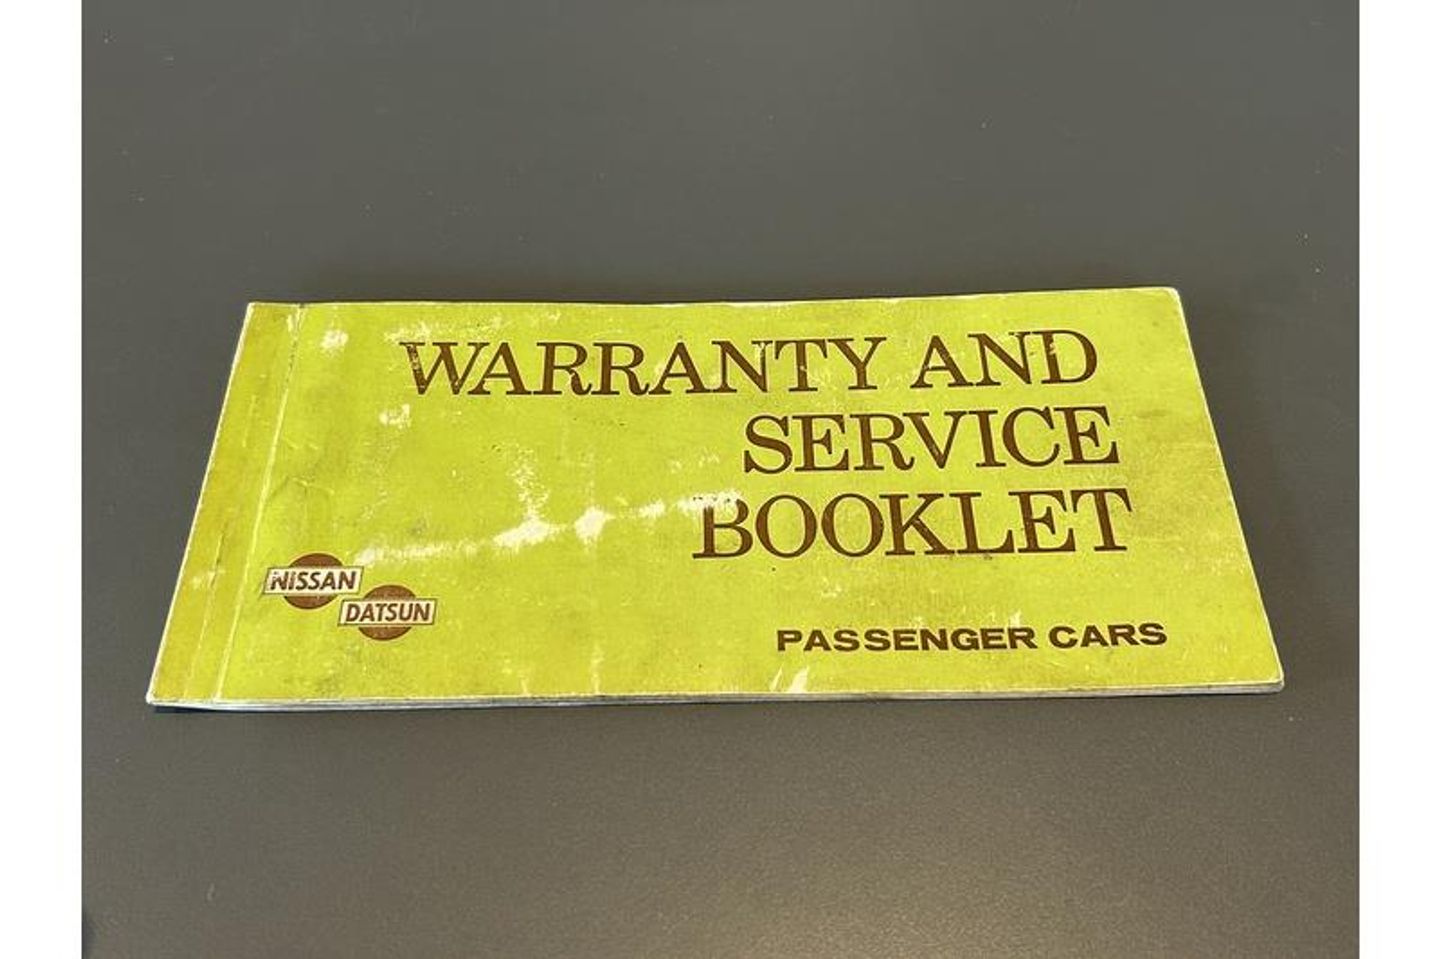 WARRANTY AND
SERVICE
BOOKLET
NISSAN
DATSUN
PASSENGER CARS